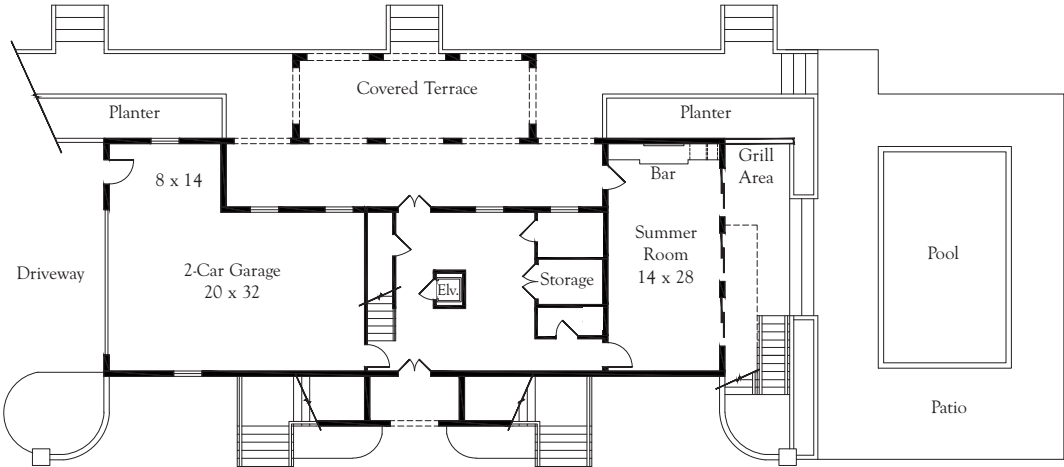 Covered Terrace
Planter
Planter
8 x 14
Bar
Grill
Area
Driveway
2-Car Garage
20 x 32
Elv.
Storage
Summer
Room
14 x 28
Pool
Patio